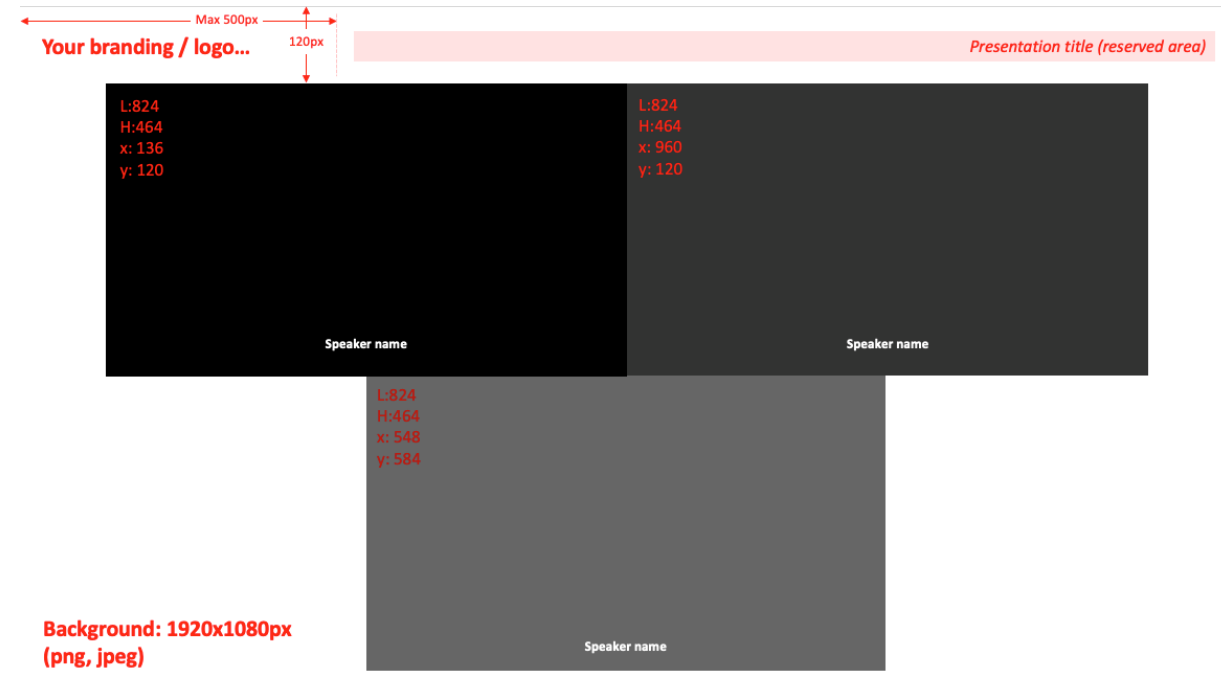 Max 500px
Your branding / logo...
120px
Presentation title (reserved area)
L:824
H:464
x: 136
y: 120
Speaker name
L:824
H:464
x: 960
y: 120
Speaker name
L:824
H:464
x: 548
y: 584
Speaker name
Background: 1920x1080px
(png, jpeg)